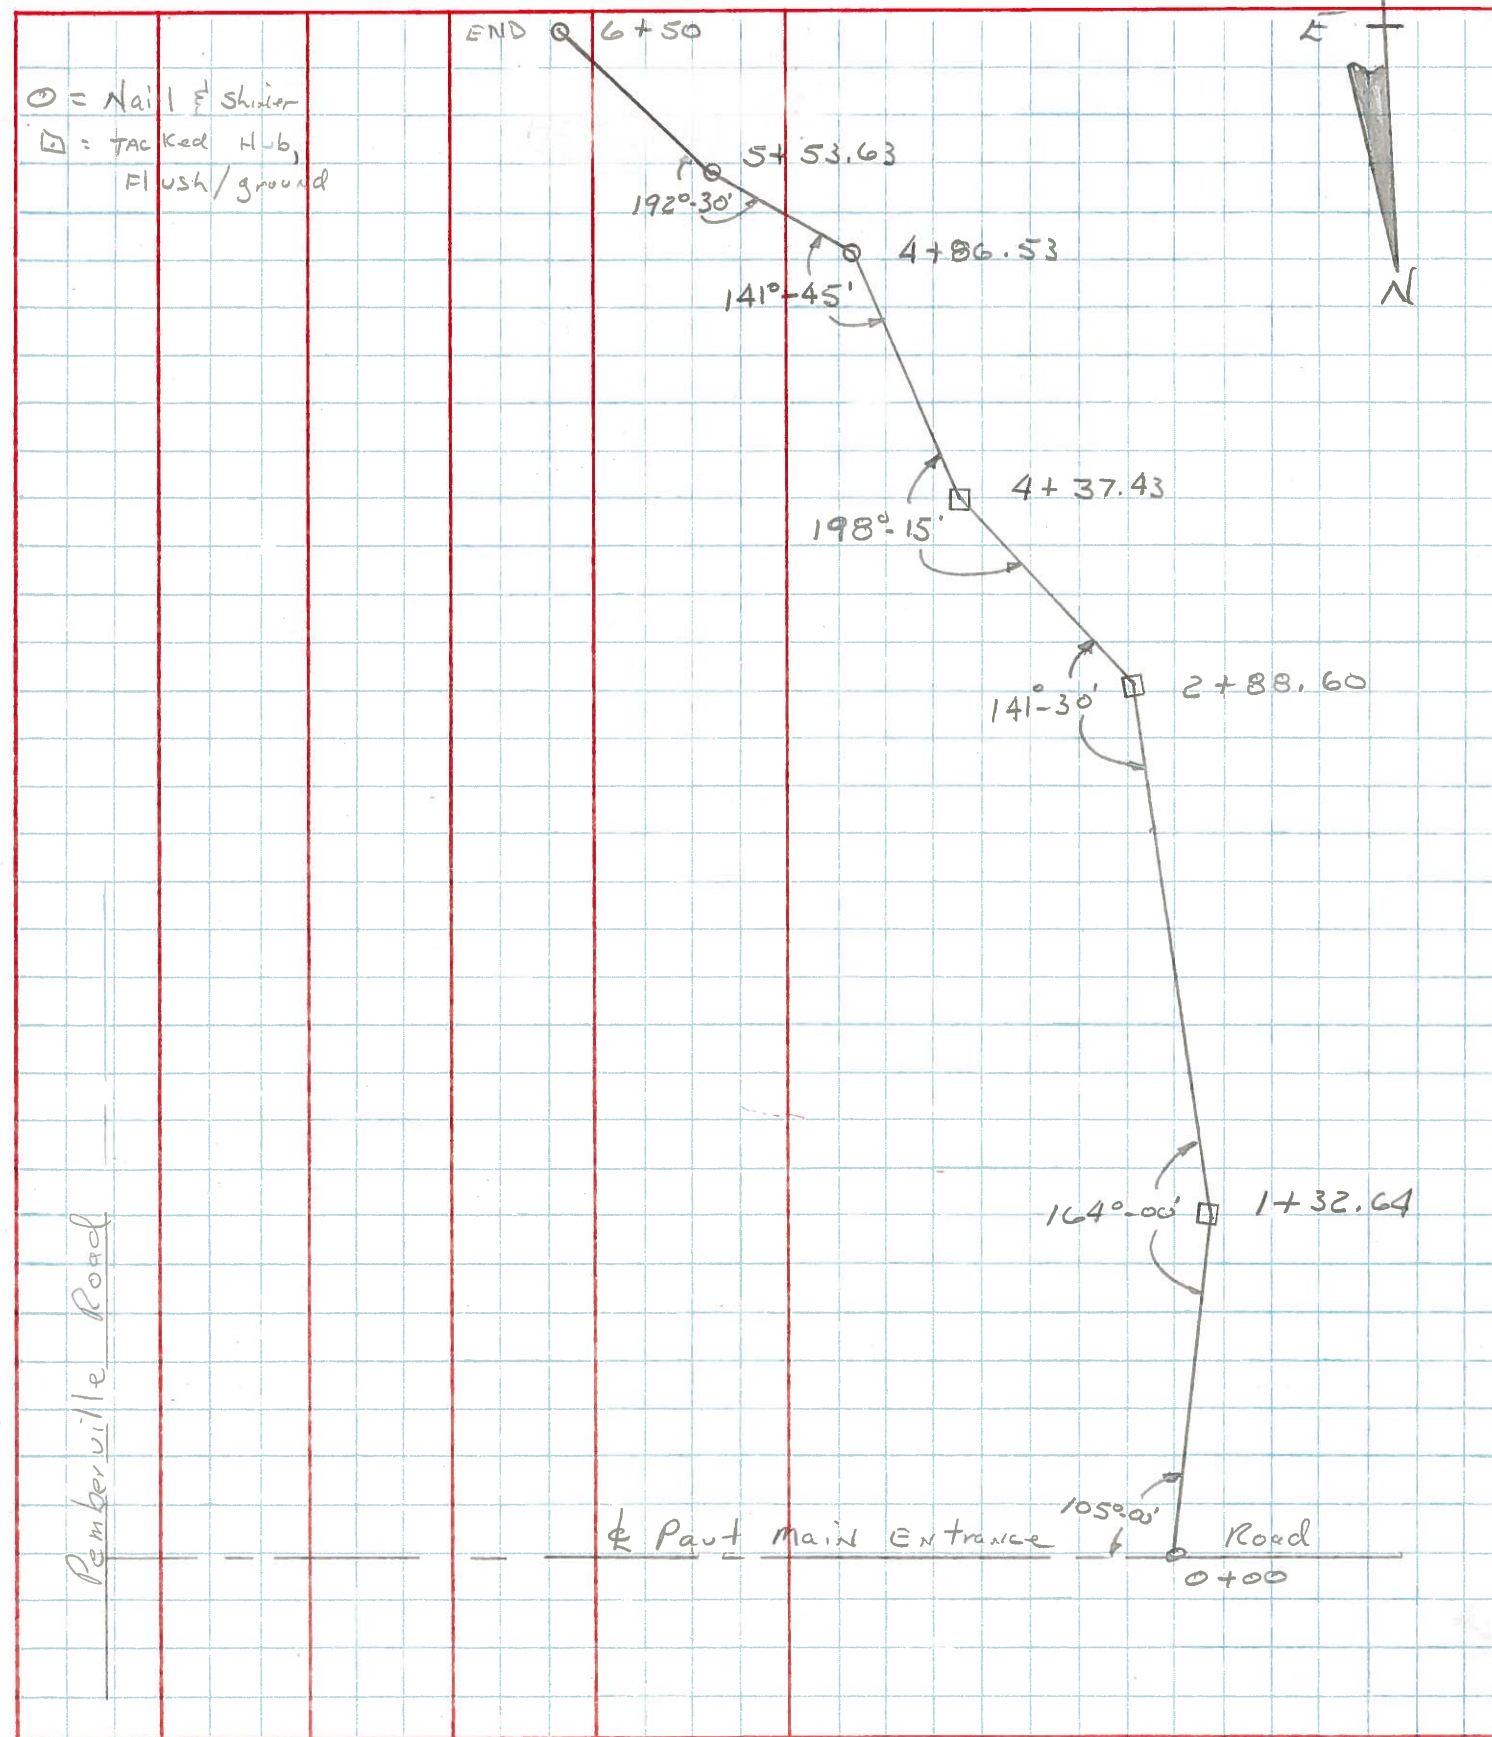 END 6+50
E
⊙ = Nail & Shiner
⊡ = TACKed Hub,
Flush/ground
N
5+53.63
192°-30'
4+86.53
141°-45'
4+37.43
198°-15'
2+88.60
141°-30'
1+32.64
164°-00'
105°-00'
℄ Pavt Main Entrance Road
0+00
Pemberville Road